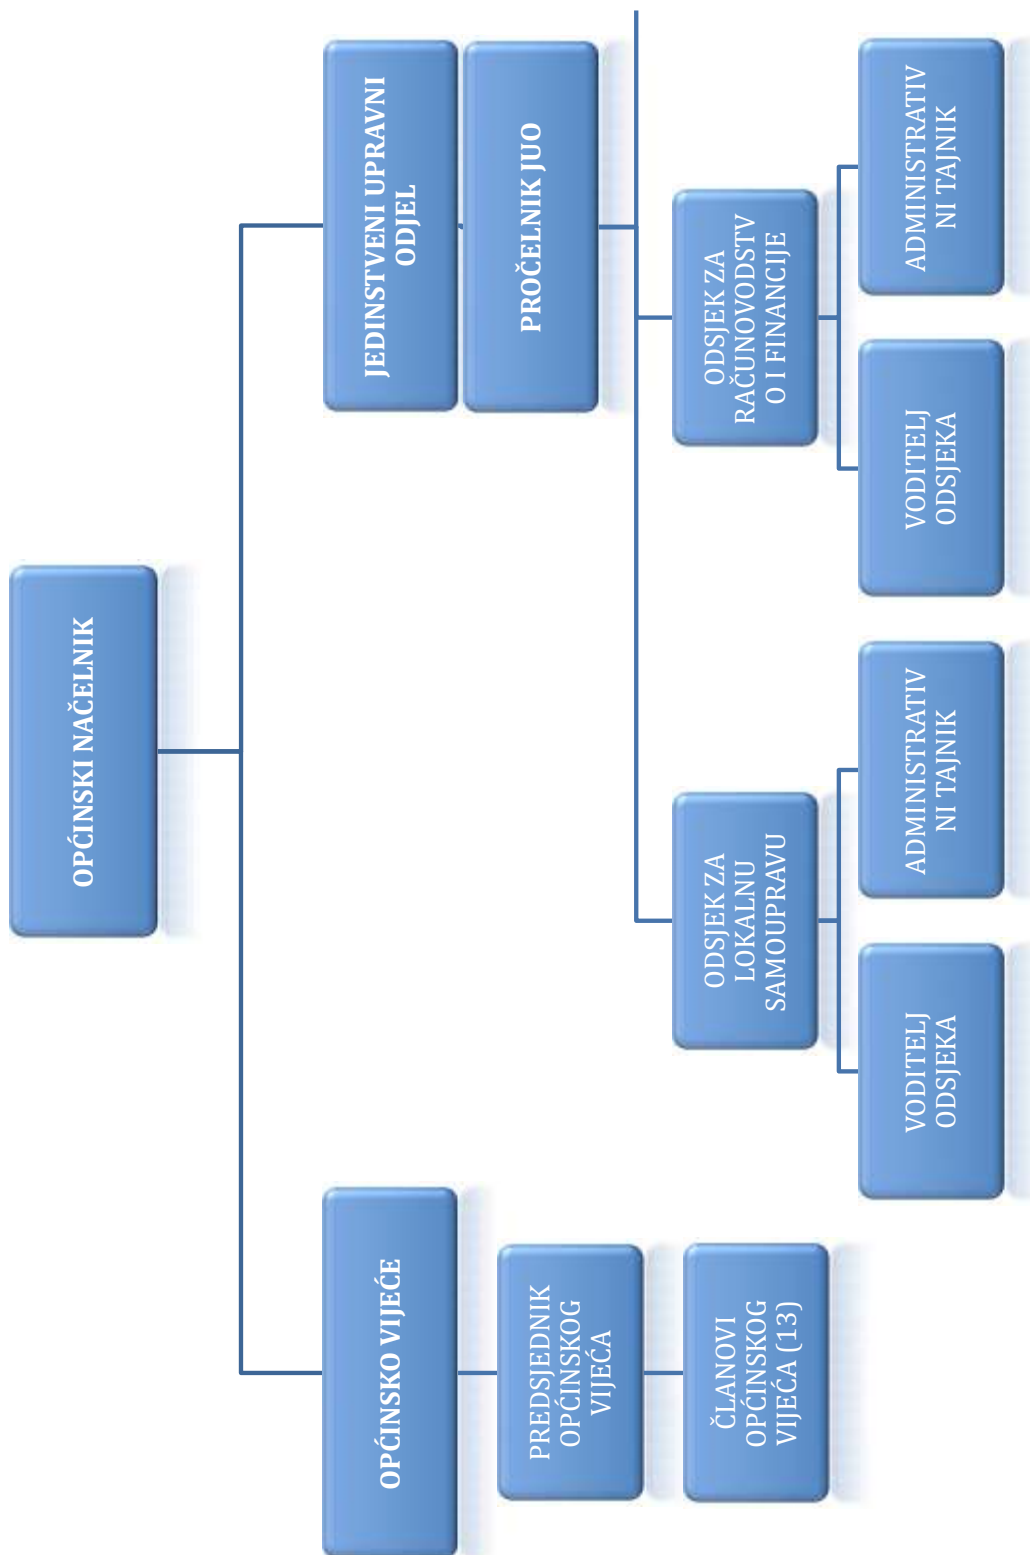 OPĆINSKI NAČELNIK
OPĆINSKO VIJEĆE
PREDSJEDNIK
OPĆINSKOG
VIJEĆA
ČLANOVI
OPĆINSKOG
VIJEĆA (13)
JEDINSTVENI UPRAVNI
ODJEL
PROČELNIK JUO
ODSJEK ZA
LOKALNU
SAMOUPRAVU
VODITELJ
ODSJEKA
ADMINISTRATIV
NI TAJNIK
ODSJEK ZA
RAČUNOVODSTV
O I FINANCIJE
VODITELJ
ODSJEKA
ADMINISTRATIV
NI TAJNIK